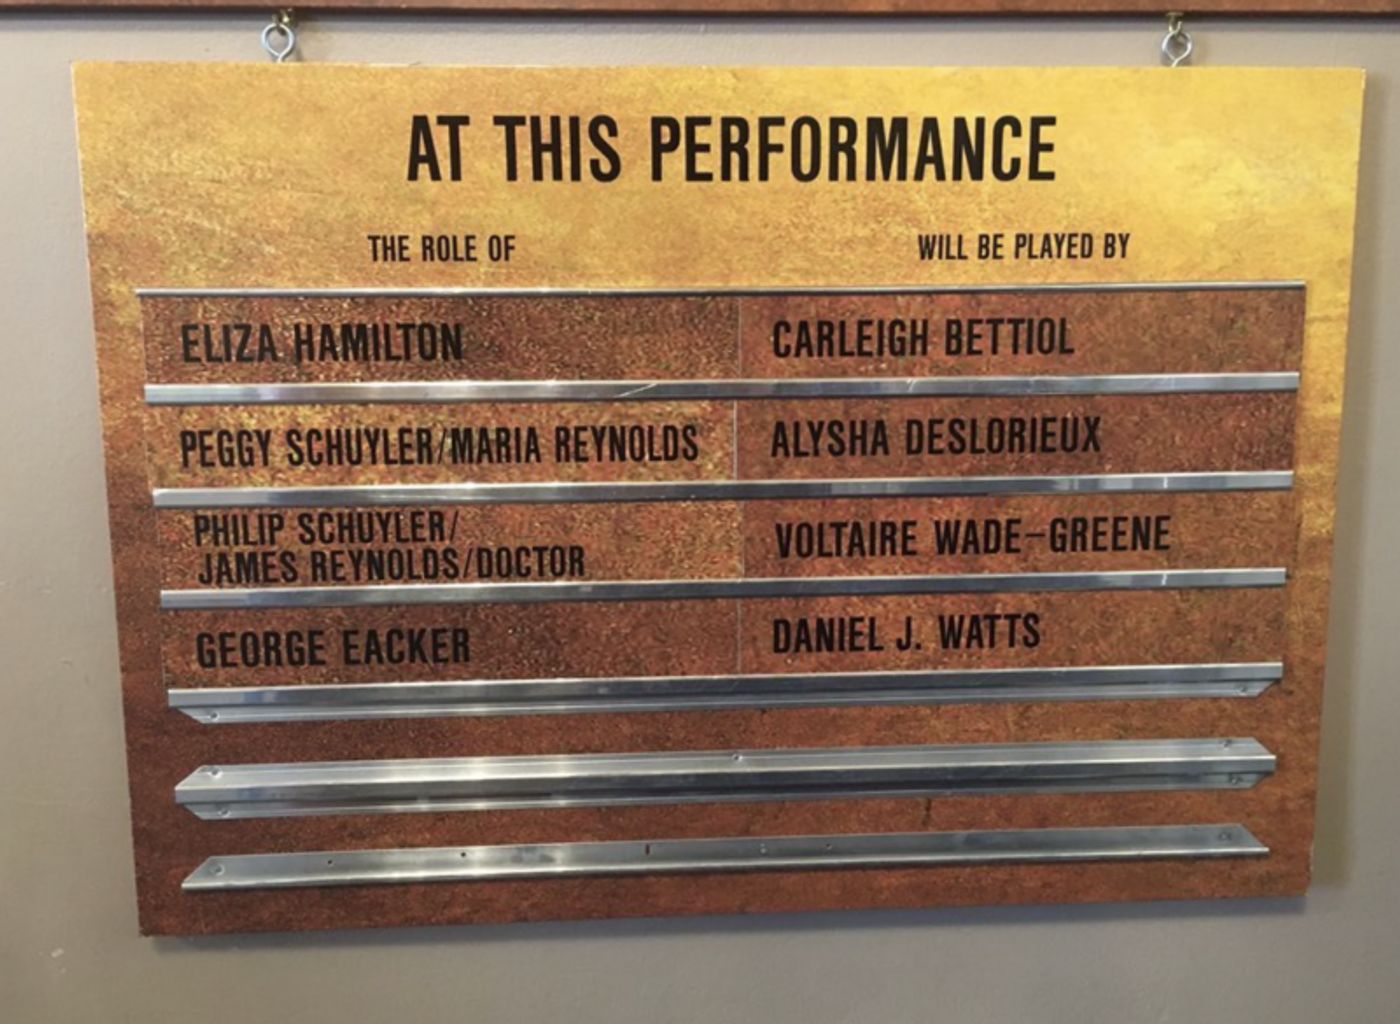 AT THIS PERFORMANCE
THE ROLE OF WILL BE PLAYED BY
ELIZA HAMILTON CARLEIGH BETTIOL
PEGGY SCHUYLER/MARIA REYNOLDS ALYSHA DESLORIEUX
PHILIP SCHUYLER/
JAMES REYNOLDS/DOCTOR VOLTAIRE WADE-GREENE
GEORGE EACKER DANIEL J. WATTS